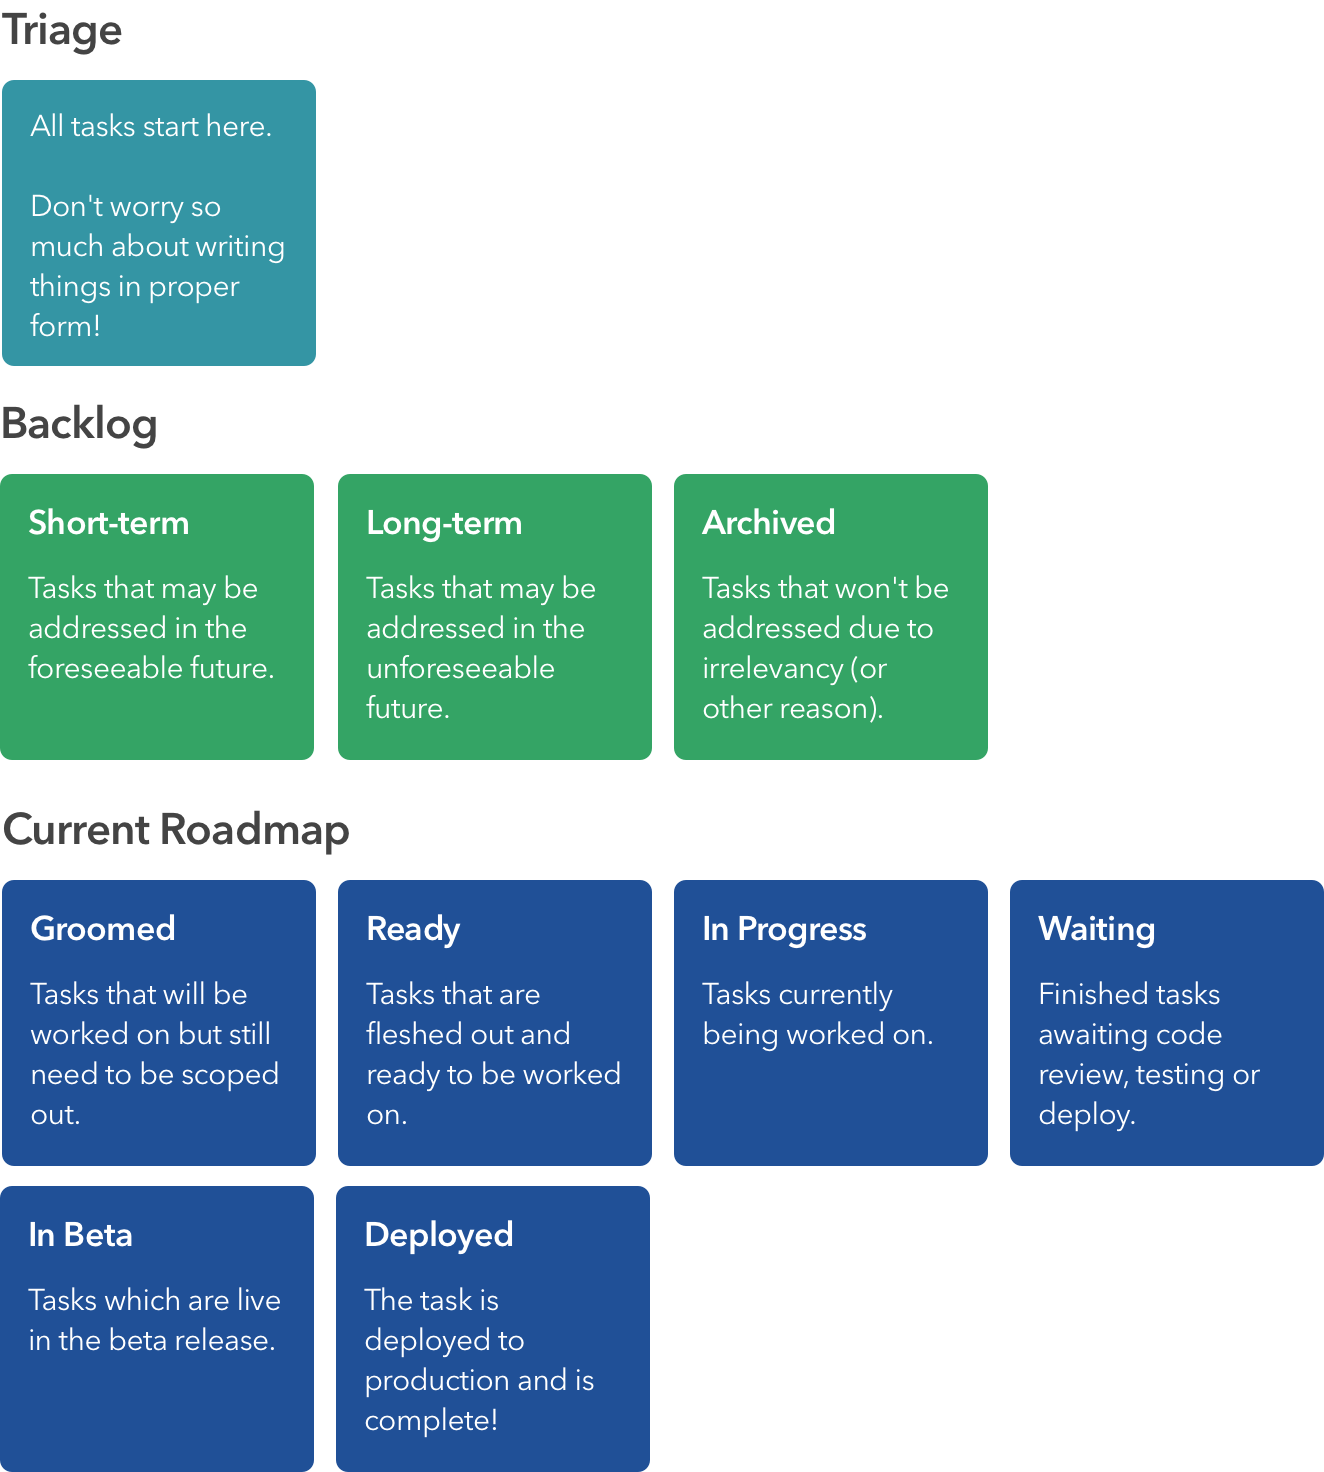 Triage
All tasks start here.
Don't worry so
much about writing
things in proper
form!
Backlog
Short-term
Tasks that may be
addressed in the
foreseeable future.
Long-term
Tasks that may be
addressed in the
unforeseeable
future.
Archived
Tasks that won't be
addressed due to
irrelevancy (or
other reason).
Current Roadmap
Groomed
Tasks that will be
worked on but still
need to be scoped
out.
Ready
Tasks that are
fleshed out and
ready to be worked
on.
In Progress
Tasks currently
being worked on.
Waiting
Finished tasks
awaiting code
review, testing or
deploy.
In Beta
Tasks which are live
in the beta release.
Deployed
The task is
deployed to
production and is
complete!